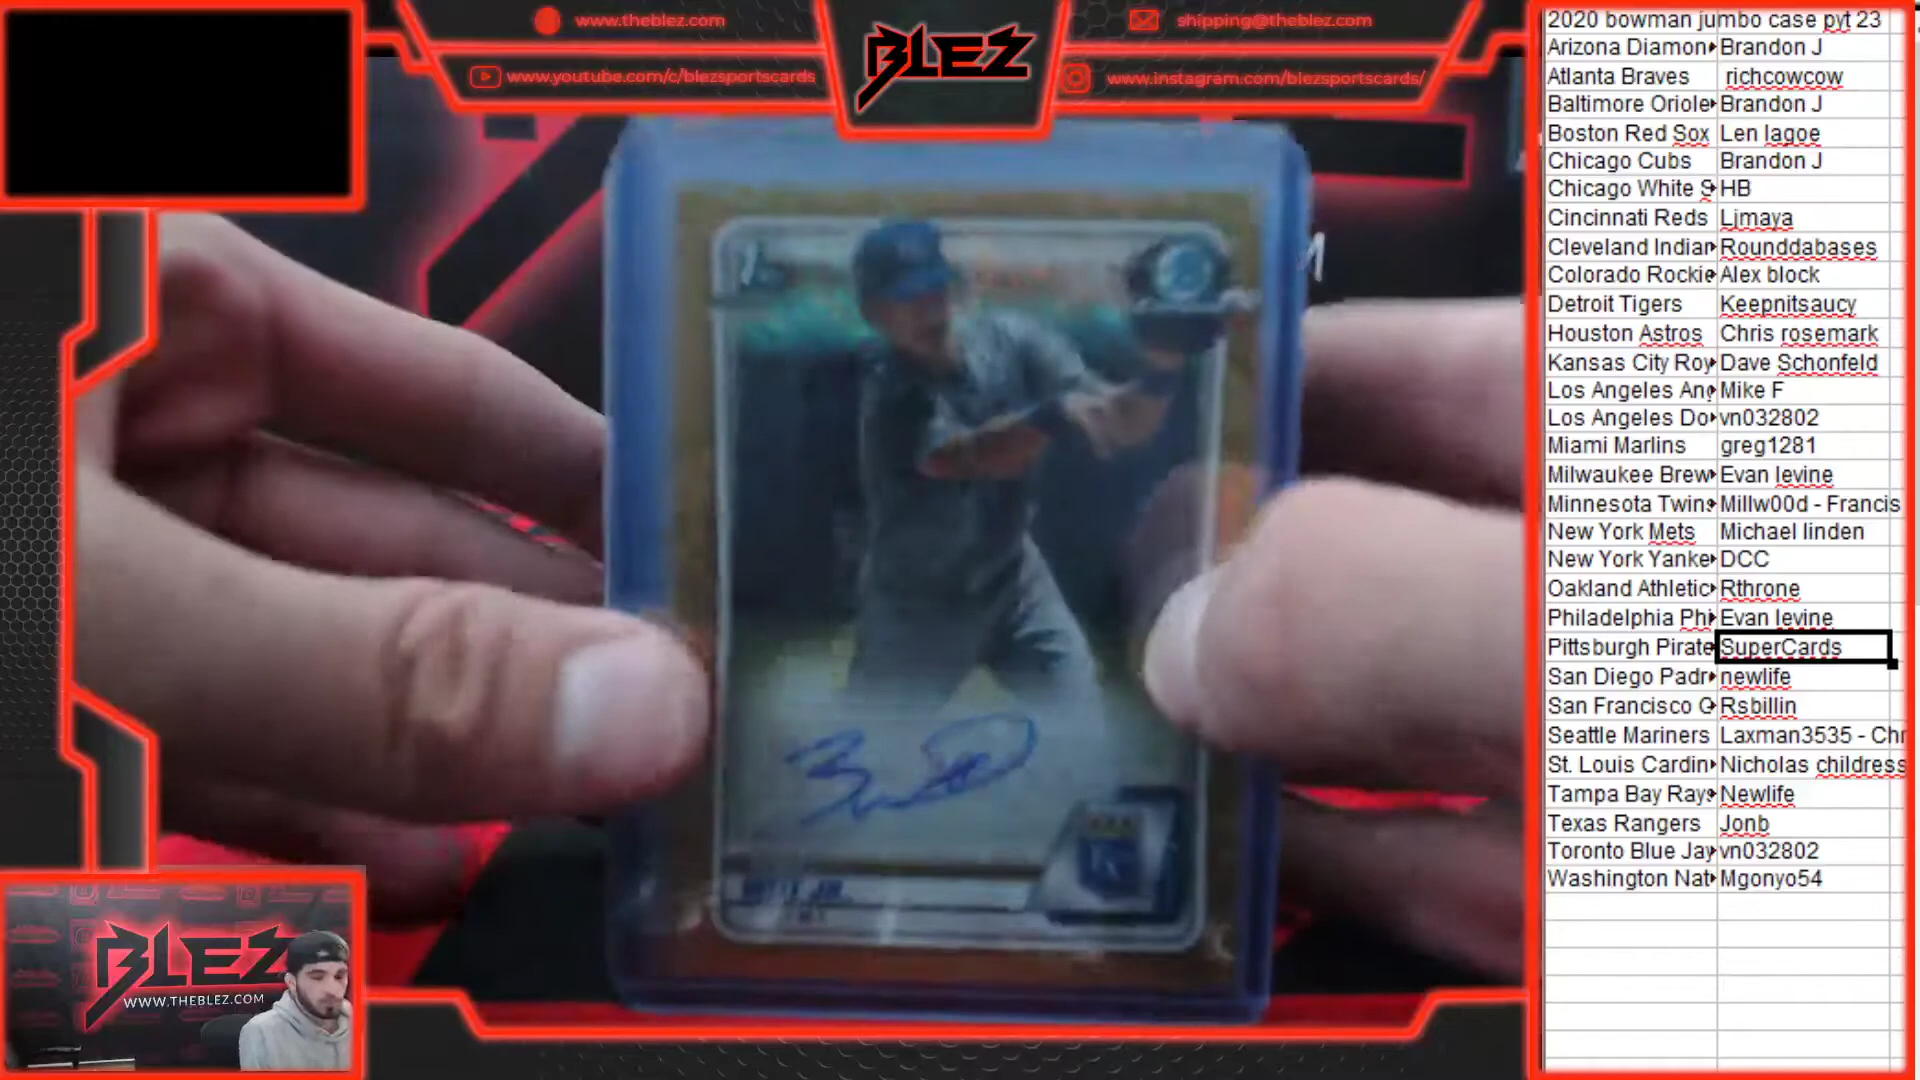 www.theblez.com
shipping@theblez.com
BLEZ
www.youtube.com/c/blezsportscards
www.instagram.com/blezsportscards/
2020 bowman jumbo case pyt 23
Arizona Diamon Brandon J
Atlanta Braves richcowcow
Baltimore Oriole Brandon J
Boston Red Sox Len lagoe
Chicago Cubs Brandon J
Chicago White S HB
Cincinnati Reds Ljmaya
Cleveland Indian Rounddabases
Colorado Rockie Alex block
Detroit Tigers Keepnitsaucy
Houston Astros Chris rosemark
Kansas City Roy Dave Schonfeld
Los Angeles Ang Mike F
Los Angeles Do vn032802
Miami Marlins greg1281
Milwaukee Brew Evan levine
Minnesota Twins Millw00d - Francis
New York Mets Michael linden
New York Yanke DCC
Oakland Athletic Rthrone
Philadelphia Phi Evan levine
Pittsburgh Pirate SuperCards
San Diego Padr newlife
San Francisco G Rsbillin
Seattle Mariners Laxman3535 - Chr
St. Louis Cardin Nicholas childress
Tampa Bay Rays Newlife
Texas Rangers Jonb
Toronto Blue Jay vn032802
Washington Nat Mgonyo54
WITT JR.
KC
BLEZ
WWW.THEBLEZ.COM